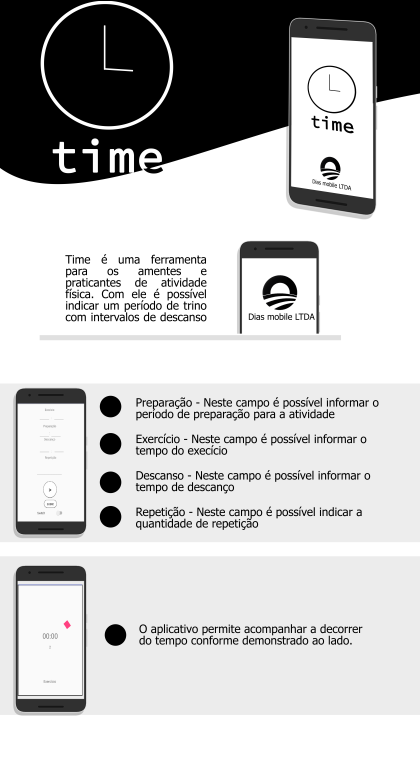 time
time
Dias mobile LTDA
Time é uma ferramenta
para os amentes e
praticantes de atividade
física. Com ele é possível
indicar um período de trino
com intervalos de descanso
Dias mobile LTDA
Preparação - Neste campo é possível informar o
período de preparação para a atividade
Exercício - Neste campo é possível informar o
tempo do execício
Descanso - Neste campo é possível informar o
tempo de descanço
Repetição - Neste campo é possível indicar a
quantidade de repetição
00:00
O aplicativo permite acompanhar a decorrer
do tempo conforme demonstrado ao lado.